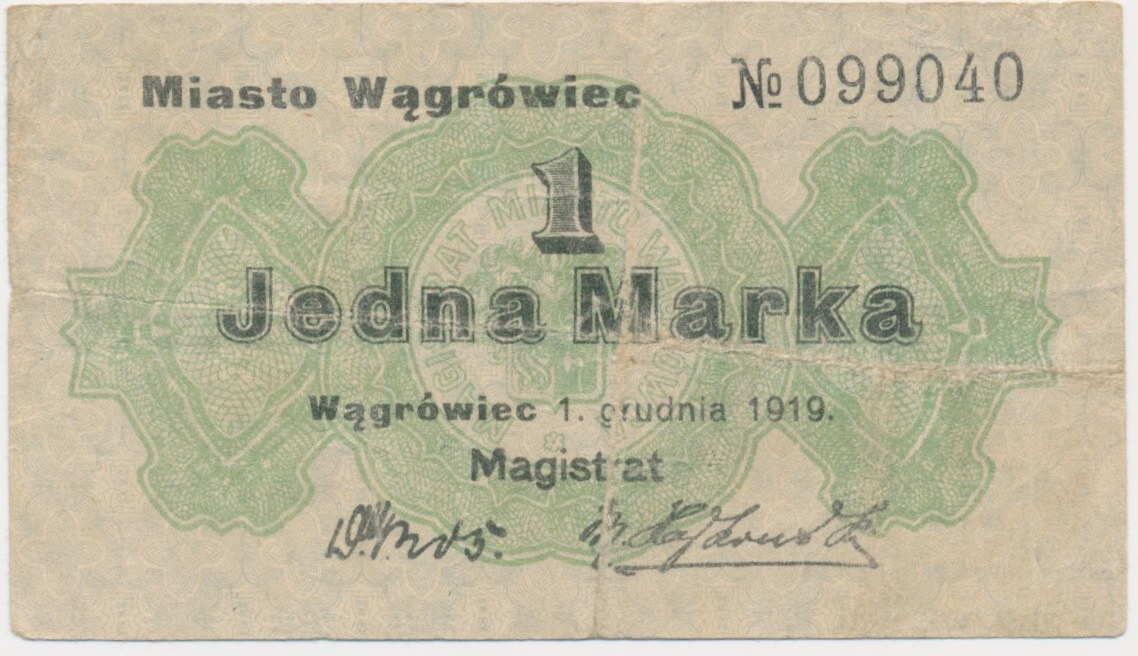 Miasto Wągrówiec № 099040
1
Jedna Marka
Wągrówiec 1. grudnia 1919.
Magistrat